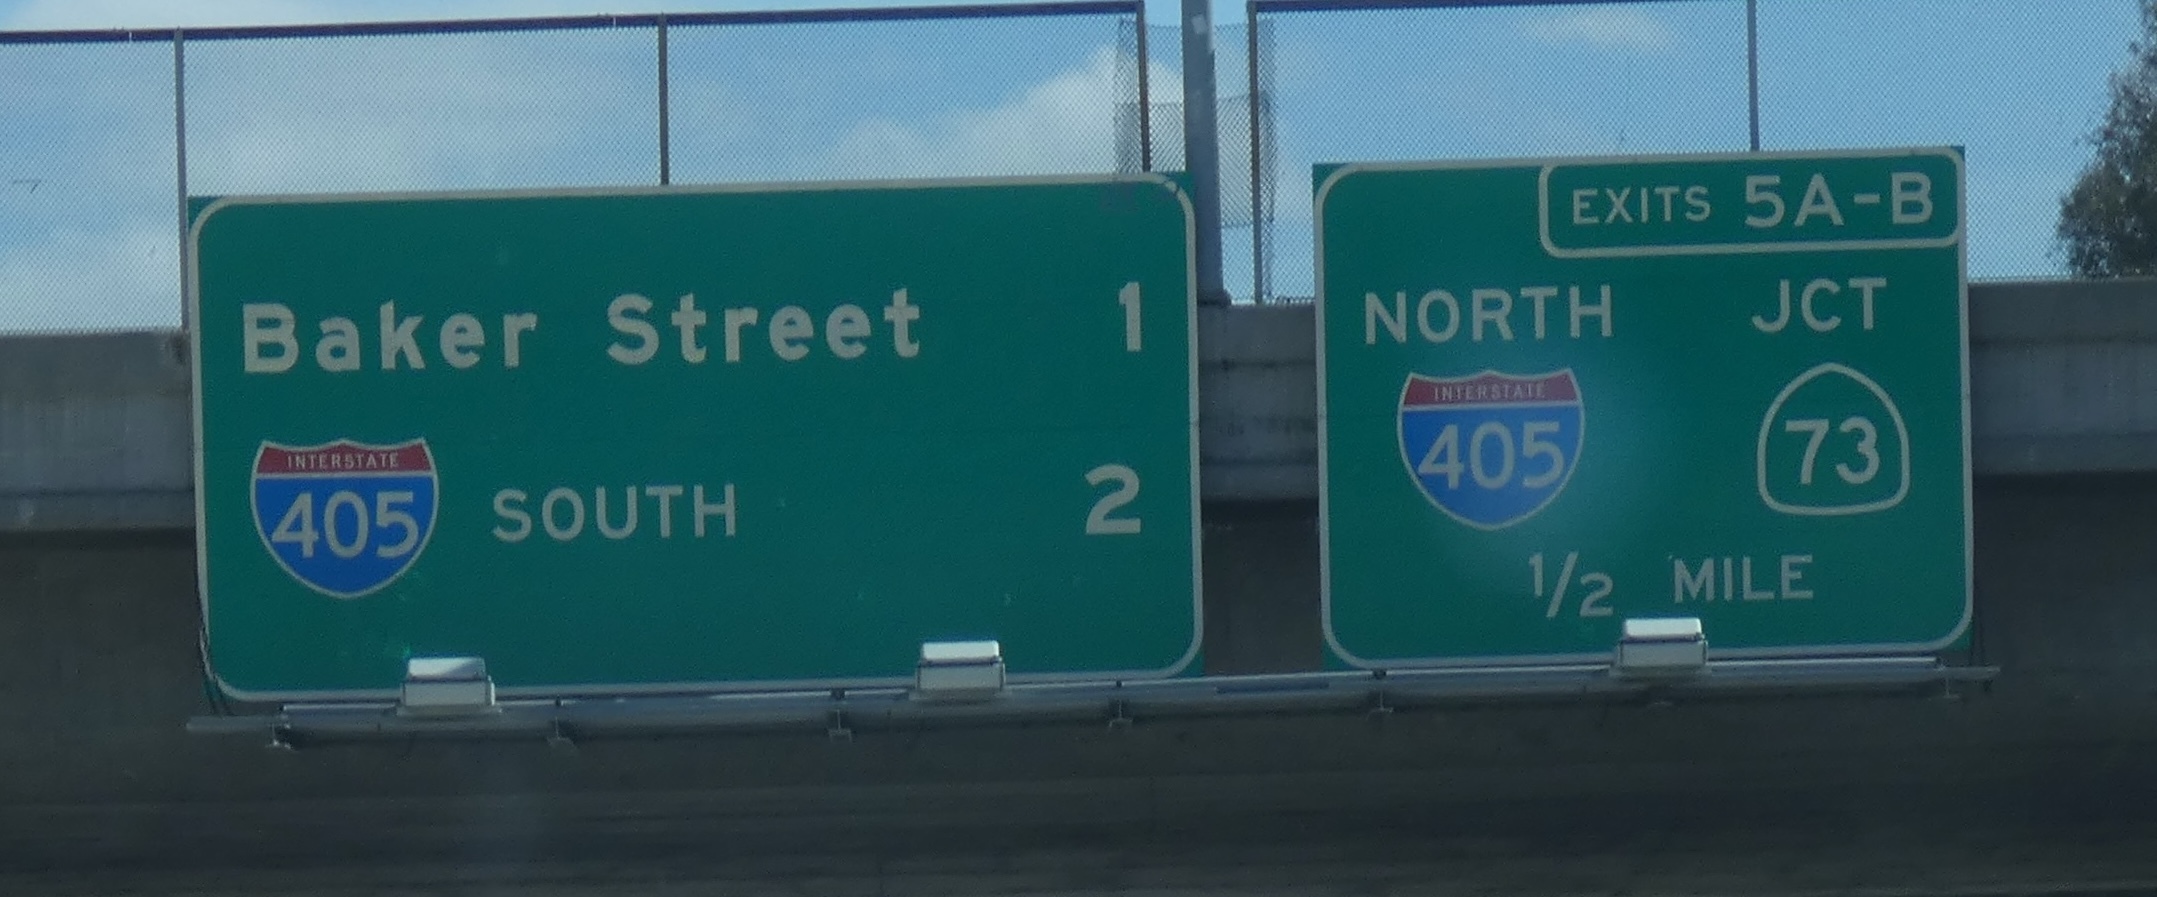 Baker Street 1
INTERSTATE
405 SOUTH 2
EXITS 5A-B
NORTH JCT
INTERSTATE
405 73
1/2 MILE